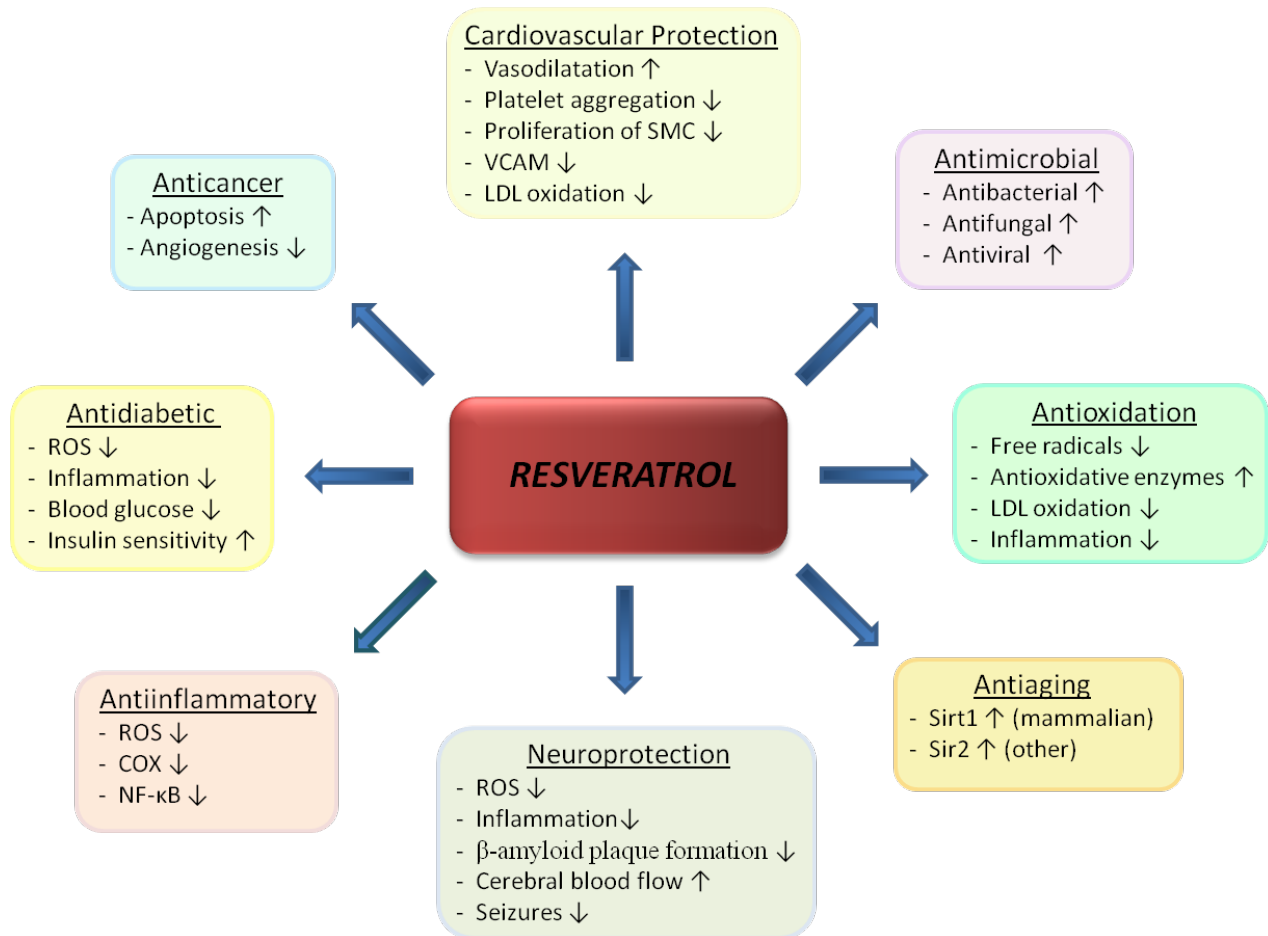 Cardiovascular Protection
- Vasodilatation ↑
- Platelet aggregation ↓
- Proliferation of SMC ↓
- VCAM ↓
- LDL oxidation ↓
Anticancer
- Apoptosis ↑
- Angiogenesis ↓
Antimicrobial
- Antibacterial ↑
- Antifungal ↑
- Antiviral ↑
Antidiabetic
- ROS ↓
- Inflammation ↓
- Blood glucose ↓
- Insulin sensitivity ↑
RESVERATROL
Antioxidation
- Free radicals ↓
- Antioxidative enzymes ↑
- LDL oxidation ↓
- Inflammation ↓
Antiinflammatory
- ROS ↓
- COX ↓
- NF-κB ↓
Neuroprotection
- ROS ↓
- Inflammation↓
- β-amyloid plaque formation ↓
- Cerebral blood flow ↑
- Seizures ↓
Antiaging
- Sirt1 ↑ (mammalian)
- Sir2 ↑ (other)